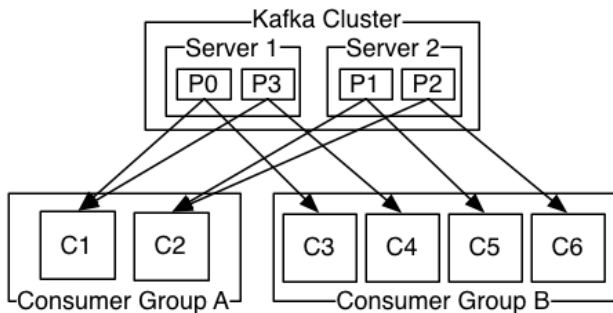 Kafka Cluster
Server 1 Server 2
P0 P3 P1 P2
C1 C2 C3 C4 C5 C6
Consumer Group A Consumer Group B